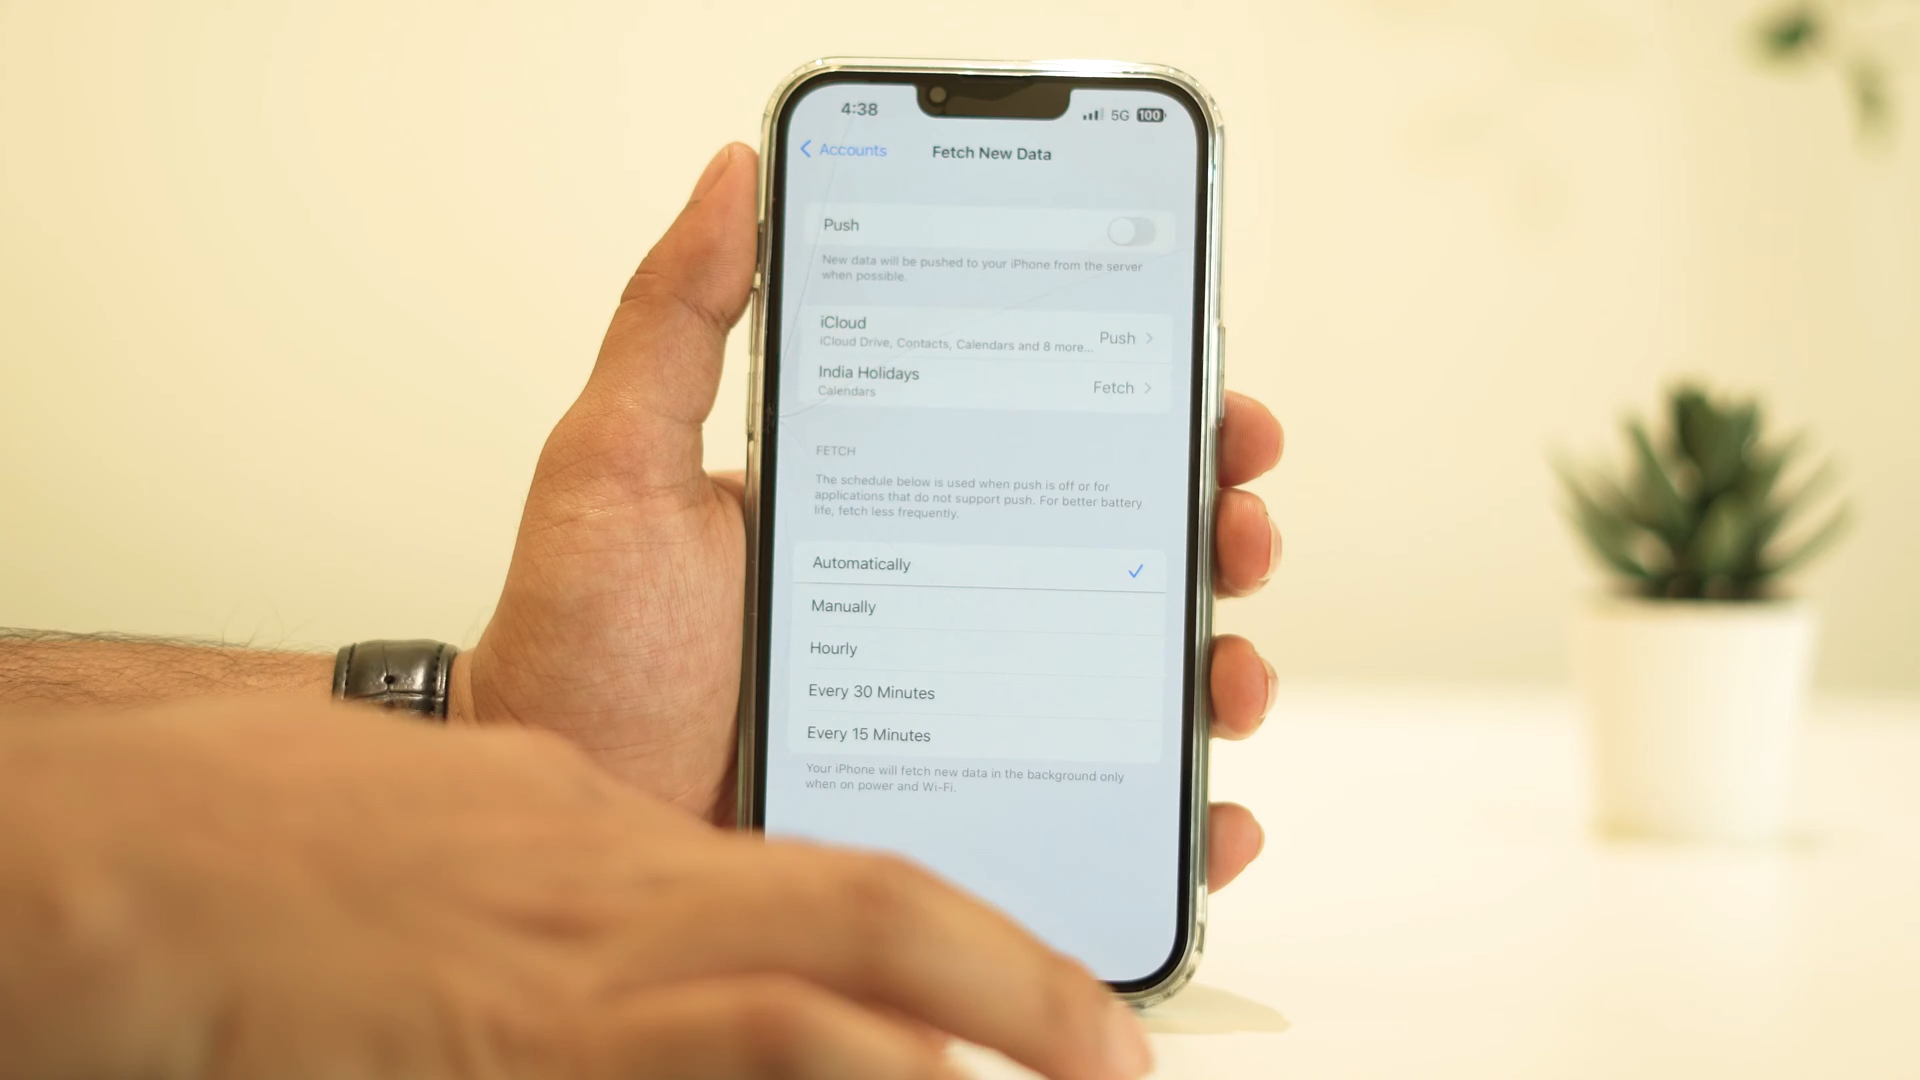 4:38
5G 100
Accounts
Fetch New Data
Push
New data will be pushed to your iPhone from the server
when possible.
iCloud
iCloud Drive, Contacts, Calendars and 8 more...
Push
India Holidays
Calendars
Fetch
FETCH
The schedule below is used when push is off or for
applications that do not support push. For better battery
life, fetch less frequently.
Automatically
Manually
Hourly
Every 30 Minutes
Every 15 Minutes
Your iPhone will fetch new data in the background only
when on power and Wi-Fi.